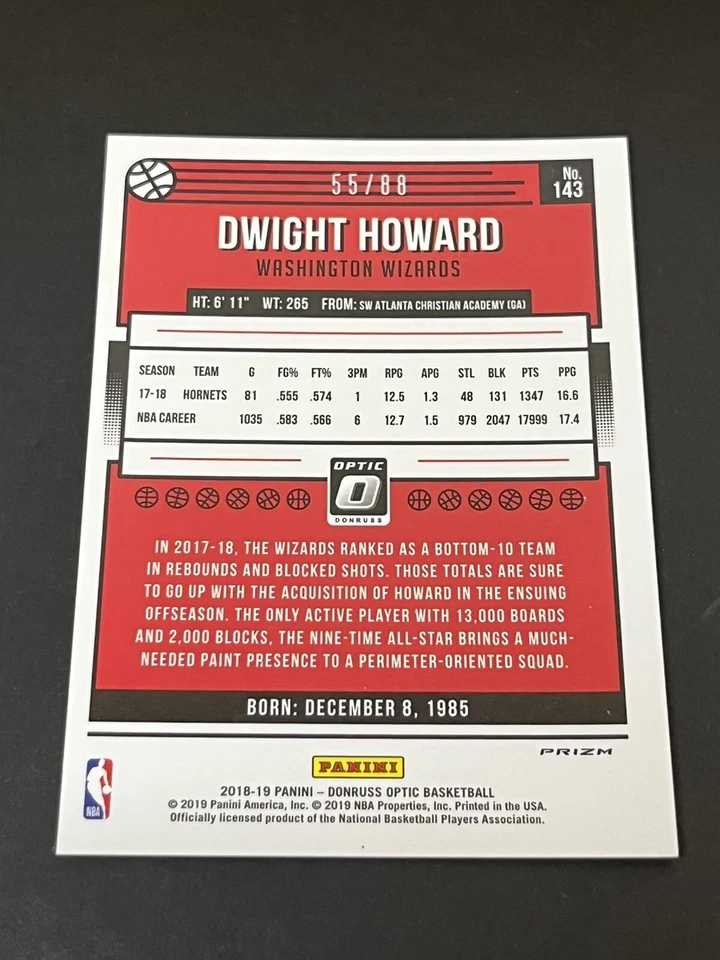 55/88
No.
143
DWIGHT HOWARD
WASHINGTON WIZARDS
HT: 6' 11" WT: 265 FROM: SW ATLANTA CHRISTIAN ACADEMY (GA)
SEASON TEAM G FG% FT% 3PM RPG APG STL BLK PTS PPG
17-18 HORNETS 81 .555 .574 1 12.5 1.3 48 131 1347 16.6
NBA CAREER 1035 .583 .566 6 12.7 1.5 979 2047 17999 17.4
OPTIC
O
DONRUSS
IN 2017-18, THE WIZARDS RANKED AS A BOTTOM-10 TEAM
IN REBOUNDS AND BLOCKED SHOTS. THOSE TOTALS ARE SURE
TO GO UP WITH THE ACQUISITION OF HOWARD IN THE ENSUING
OFFSEASON. THE ONLY ACTIVE PLAYER WITH 13,000 BOARDS
AND 2,000 BLOCKS, THE NINE-TIME ALL-STAR BRINGS A MUCH-
NEEDED PAINT PRESENCE TO A PERIMETER-ORIENTED SQUAD.
BORN: DECEMBER 8, 1985
PRIZM
PANINI
NBA
2018-19 PANINI – DONRUSS OPTIC BASKETBALL
© 2019 Panini America, Inc. © 2019 NBA Properties, Inc. Printed in the USA.
Officially licensed product of the National Basketball Players Association.